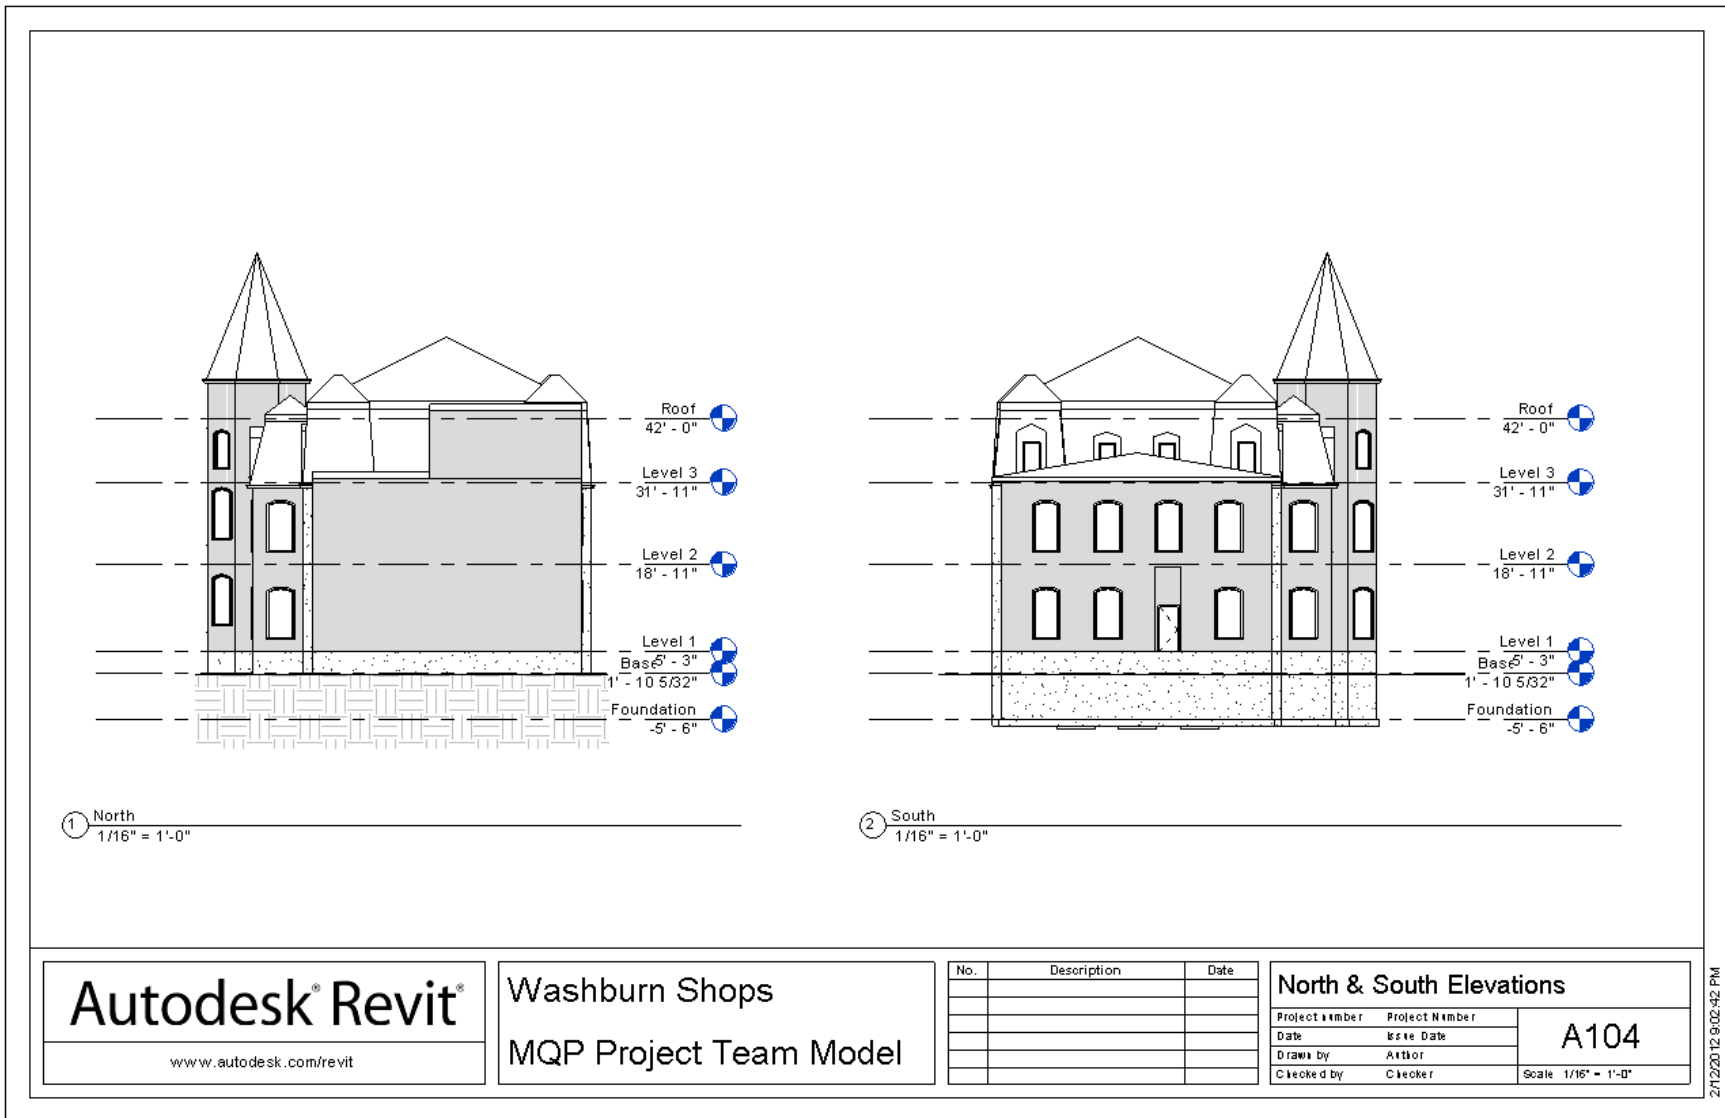 Roof
42' - 0"
Level 3
31' - 11"
Level 2
18' - 11"
Level 1
5' - 3"
Base
1' - 10 5/32"
Foundation
-5' - 6"
Roof
42' - 0"
Level 3
31' - 11"
Level 2
18' - 11"
Level 1
5' - 3"
Base
1' - 10 5/32"
Foundation
-5' - 6"
1 North
1/16" = 1'-0"
2 South
1/16" = 1'-0"
Autodesk® Revit®
www.autodesk.com/revit
Washburn Shops
MQP Project Team Model
No. Description Date
North & South Elevations
Project number Project Number
Date Issue Date
Drawn by Author
Checked by Checker
A104
Scale 1/16" = 1'-0"
2/12/2012 9:02:42 PM